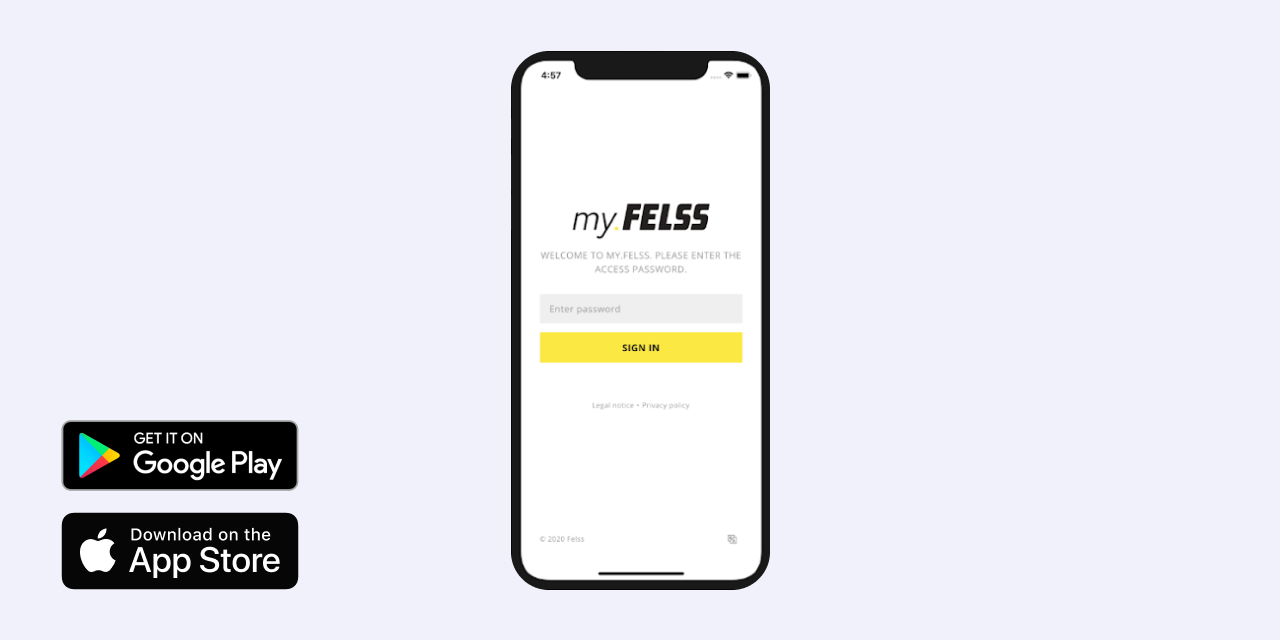 4:57
my.FELSS
WELCOME TO MY.FELSS. PLEASE ENTER THE
ACCESS PASSWORD.
Enter password
SIGN IN
Legal notice • Privacy policy
© 2020 Felss
GET IT ON
Google Play
Download on the
App Store